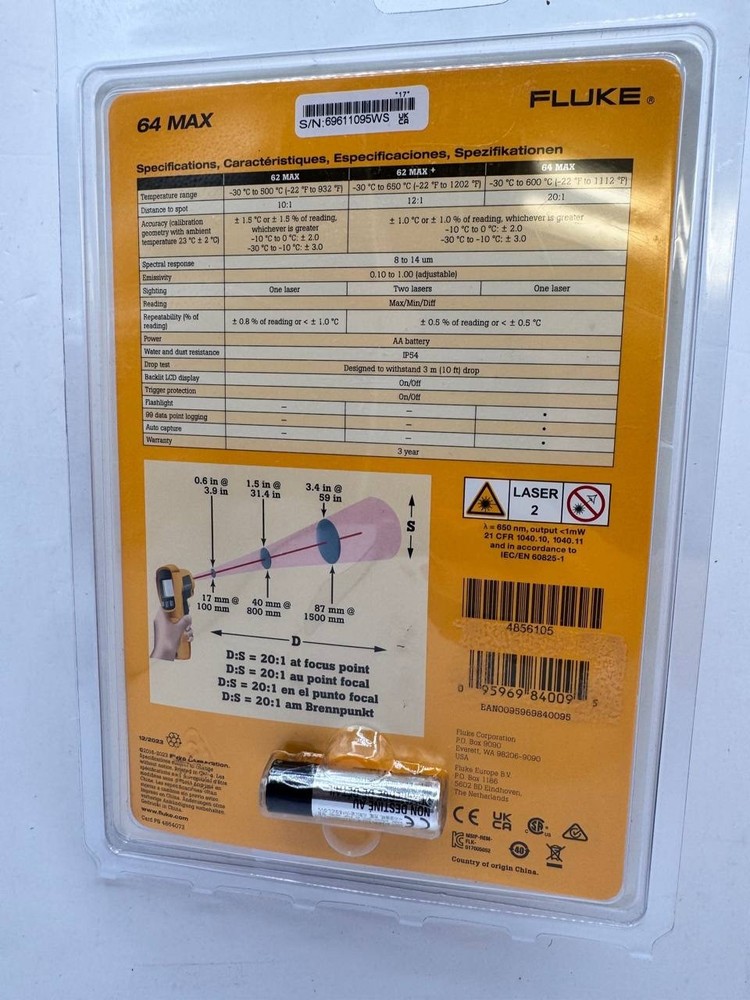 "17"
S/N:69611095WS
UK CA
64 MAX
FLUKE®
Specifications, Caractéristiques, Especificaciones, Spezifikationen
62 MAX 62 MAX + 64 MAX
Temperature range -30 °C to 500 °C (-22 °F to 932 °F) -30 °C to 650 °C (-22 °F to 1202 °F) -30 °C to 600 °C (-22 °F to 1112 °F)
Distance to spot 10:1 12:1 20:1
Accuracy (calibration geometry with ambient temperature 23 °C ± 2 °C)
± 1.5 °C or ± 1.5 % of reading,
whichever is greater
-10 °C to 0 °C: ± 2.0
-30 °C to -10 °C: ± 3.0
± 1.0 °C or ± 1.0 % of reading, whichever is greater
-10 °C to 0 °C: ± 2.0
-30 °C to -10 °C: ± 3.0
Spectral response 8 to 14 um
Emissivity 0.10 to 1.00 (adjustable)
Sighting One laser Two lasers One laser
Reading Max/Min/Diff
Repeatability (% of reading) ± 0.8 % of reading or < ± 1.0 °C ± 0.5 % of reading or < ± 0.5 °C
Power AA battery
Water and dust resistance IP54
Drop test Designed to withstand 3 m (10 ft) drop
Backlit LCD display On/Off
Trigger protection On/Off
Flashlight – – •
99 data point logging – – •
Auto capture – – •
Warranty 3 year
0.6 in @
3.9 in
1.5 in @
31.4 in
3.4 in @
59 in
S
17 mm @
100 mm
40 mm @
800 mm
87 mm @
1500 mm
D
D:S = 20:1 at focus point
D:S = 20:1 au point focal
D:S = 20:1 en el punto focal
D:S = 20:1 am Brennpunkt
LASER
2
λ = 650 nm, output <1mW
21 CFR 1040.10, 1040.11
and in accordance to
IEC/EN 60825-1
4856105
0 95969 84009 5
EAN0095969840095
Fluke Corporation
P.O. Box 9090
Everett, WA 98206-9090
USA
Fluke Europe B.V.
P.O. Box 1186
5602 BD Eindhoven,
The Netherlands
12/2023
Fluke Corporation.
www.fluke.com
NON DESTINE AU
CE
CE UK CA
40
Country of origin China.